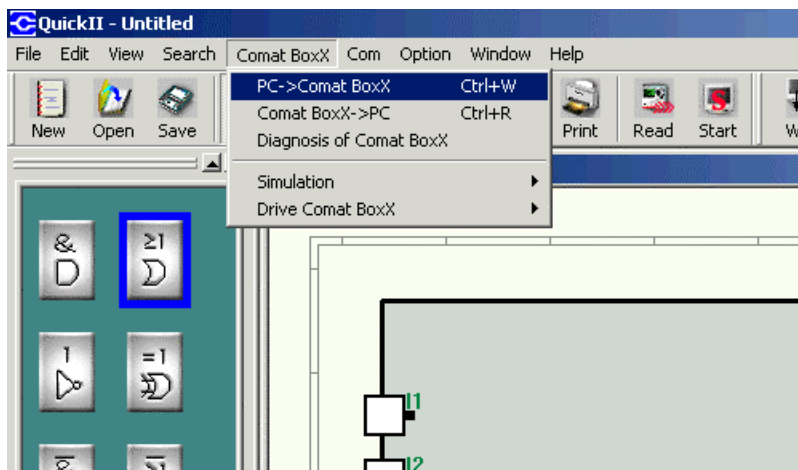 QuickII - Untitled
File Edit View Search Comat BoxX Com Option Window Help
PC->Comat BoxX Ctrl+W
Comat BoxX->PC Ctrl+R
Diagnosis of Comat BoxX
Simulation
Drive Comat BoxX
New Open Save Print Read Start W
& ≥1
1 =1
& ≥1
I1
I2